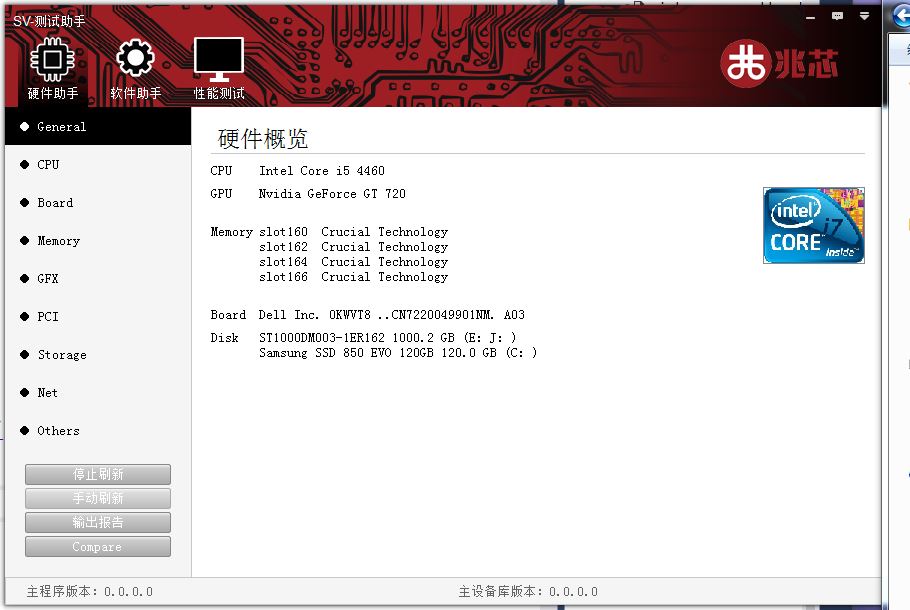 SV-测试助手
硬件助手
软件助手
性能测试
兆芯
General
CPU
Board
Memory
GFX
PCI
Storage
Net
Others
停止刷新
手动刷新
输出报告
Compare
硬件概览
CPU Intel Core i5 4460
GPU Nvidia GeForce GT 720
Memory slot160 Crucial Technology
slot162 Crucial Technology
slot164 Crucial Technology
slot166 Crucial Technology
Board Dell Inc. 0KWVT8 ..CN7220049901NM. A03
Disk ST1000DM003-1ER162 1000.2 GB (E: J: )
Samsung SSD 850 EVO 120GB 120.0 GB (C: )
intel
CORE i7
inside™
主程序版本：0.0.0.0
主设备库版本：0.0.0.0